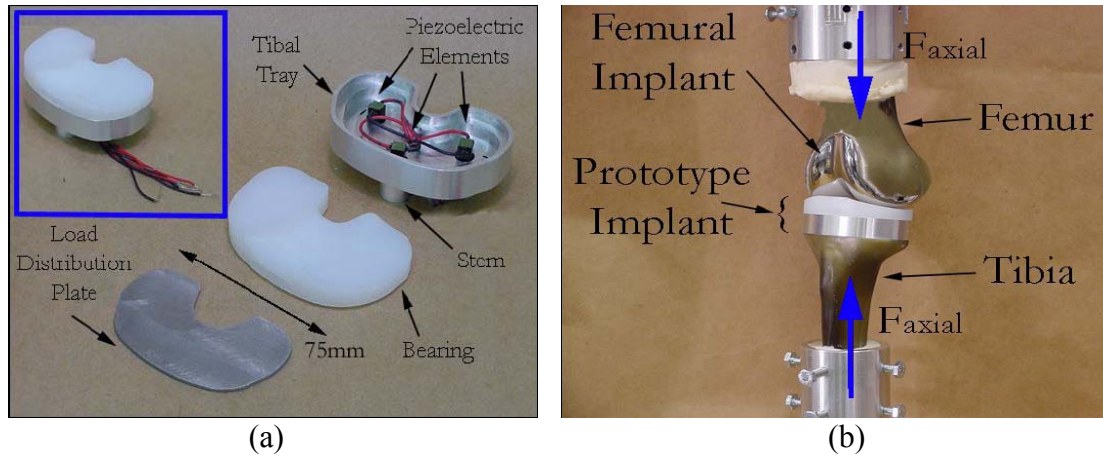 Tibal
Tray
Piezoelectric
Elements
Load
Distribution
Plate
75mm
Stem
Bearing
(a)
Femural
Implant
Faxial
Femur
Prototype
Implant
{
Tibia
Faxial
(b)